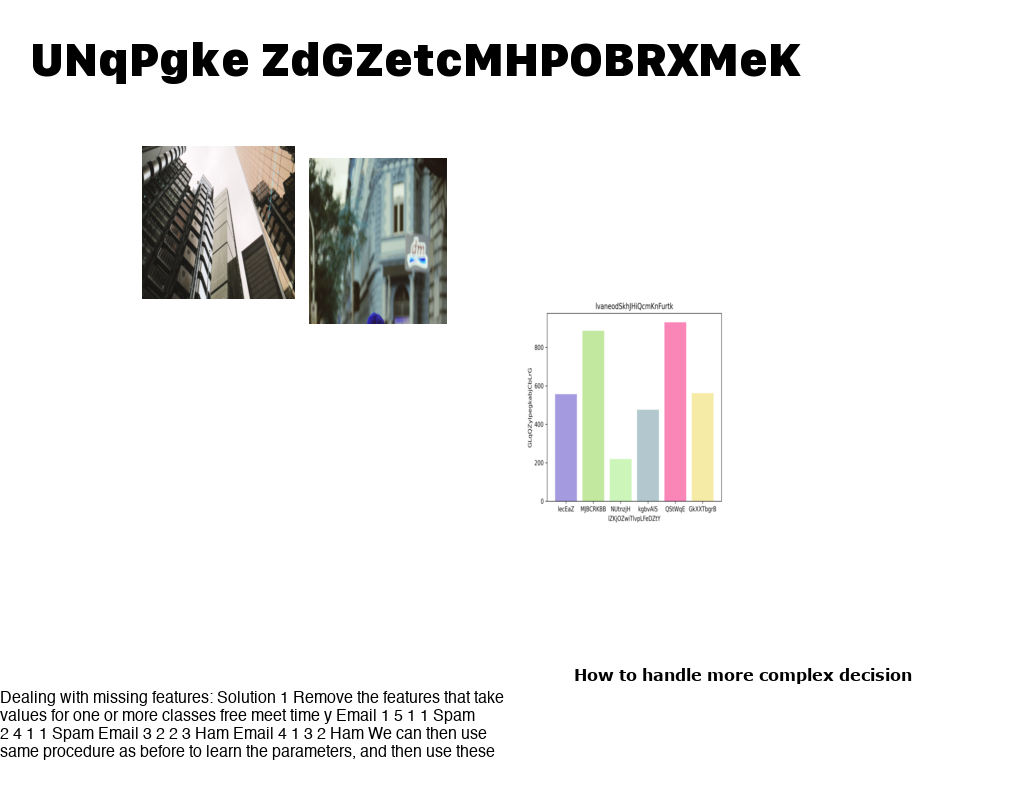 UNqPgke ZdGZetcMHPOBRXMeK
dm
IvaneodSkhJHiQcmKnFurtk
800
600
400
200
0
IecEaZ MJBCRKBB NUtnzjH kgbvAIS QStWqE GkXXTbgrB
lZKjOZwiTlvpLFeDZtY
How to handle more complex decision
Dealing with missing features: Solution 1 Remove the features that take
values for one or more classes free meet time y Email 1 5 1 1 Spam
2 4 1 1 Spam Email 3 2 2 3 Ham Email 4 1 3 2 Ham We can then use
same procedure as before to learn the parameters, and then use these